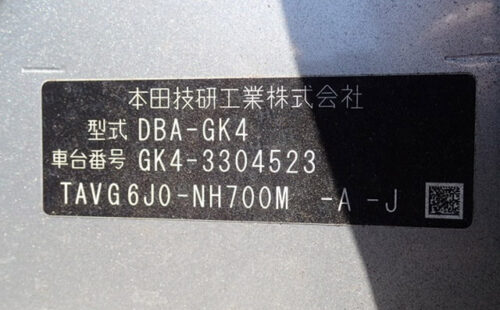 本田技研工業株式会社
型式 DBA-GK4
車台番号 GK4-3304523
TAVG6J0-NH700M -A -J